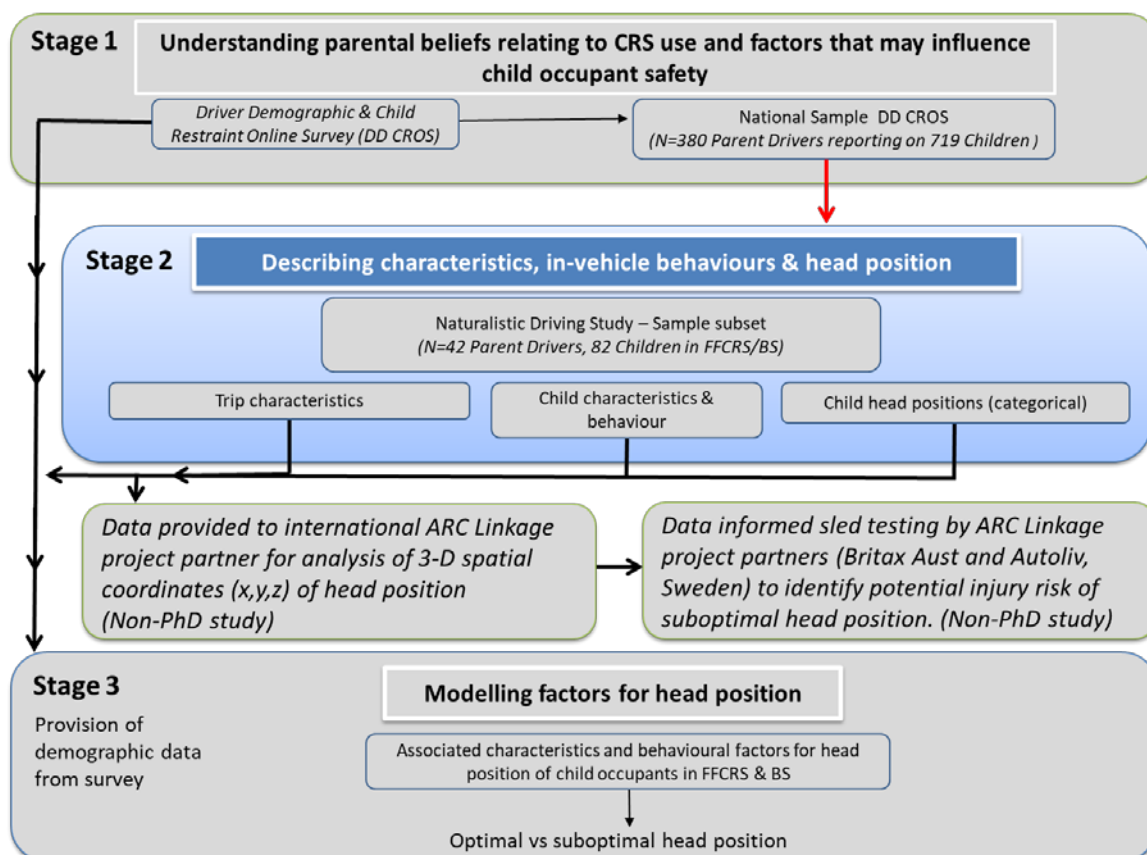 Stage 1
Understanding parental beliefs relating to CRS use and factors that may influence
child occupant safety
Driver Demographic & Child
Restraint Online Survey (DD CROS)
National Sample  DD CROS
(N=380 Parent Drivers reporting on 719 Children )
Stage 2
Describing characteristics, in-vehicle behaviours & head position
Naturalistic Driving Study – Sample subset
(N=42 Parent Drivers, 82 Children in FFCRS/BS)
Trip characteristics
Child characteristics &
behaviour
Child head positions (categorical)
Data provided to international ARC Linkage
project partner for analysis of 3-D spatial
coordinates (x,y,z) of head position
(Non-PhD study)
Data informed sled testing by ARC Linkage
project partners (Britax Aust and Autoliv,
Sweden) to identify potential injury risk of
suboptimal head position. (Non-PhD study)
Stage 3
Provision of
demographic data
from survey
Modelling factors for head position
Associated characteristics and behavioural factors for head
position of child occupants in FFCRS & BS
Optimal vs suboptimal head position